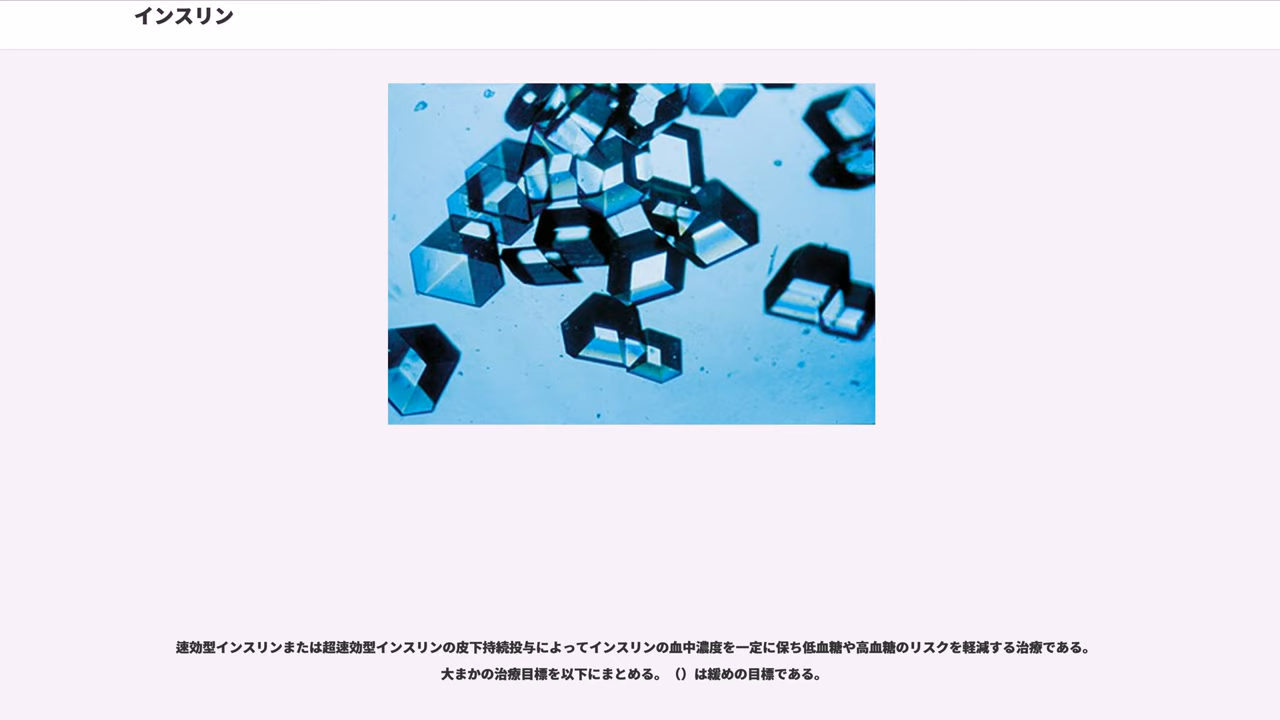 インスリン
速効型インスリンまたは超速効型インスリンの皮下持続投与によってインスリンの血中濃度を一定に保ち低血糖や高血糖のリスクを軽減する治療である。
大まかの治療目標を以下にまとめる。（）は緩めの目標である。